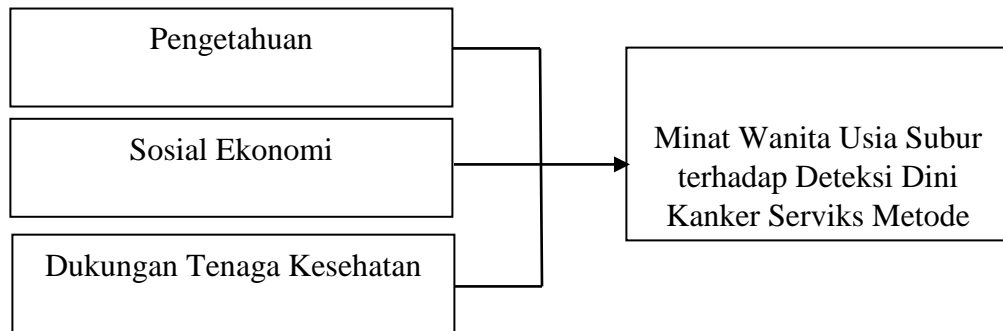 Pengetahuan
Sosial Ekonomi
Dukungan Tenaga Kesehatan
Minat Wanita Usia Subur
terhadap Deteksi Dini
Kanker Serviks Metode